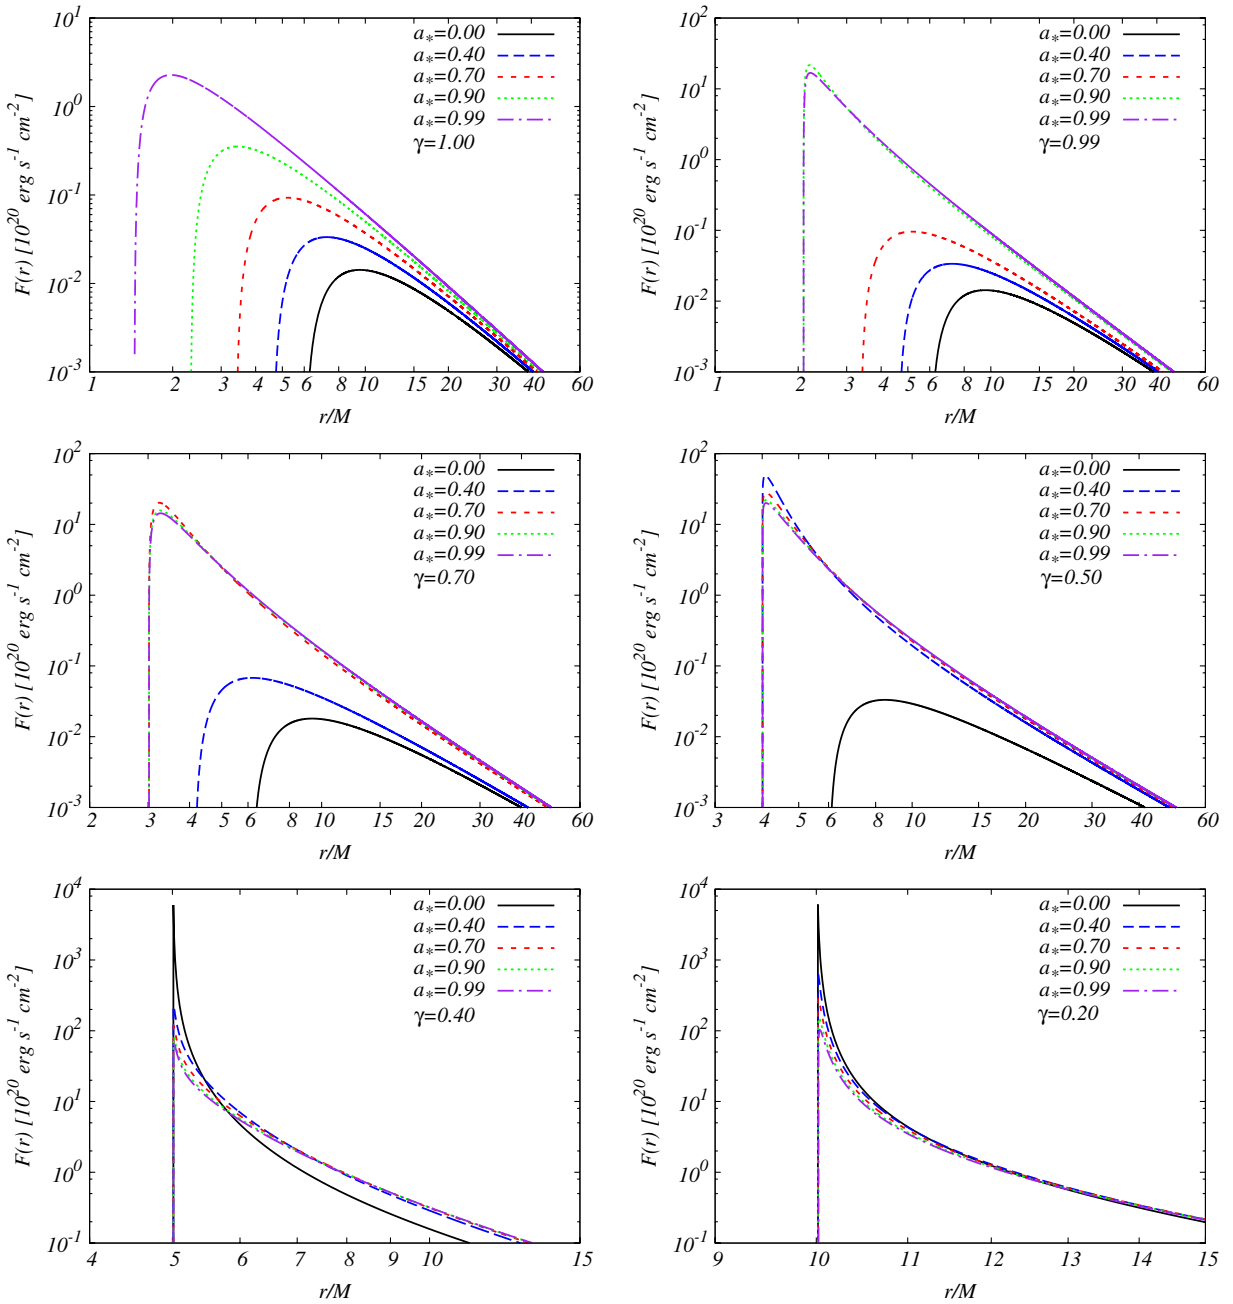 10^1
10^0
10^-1
10^-2
10^-3
F(r) [10^20 erg s^-1 cm^-2]
a*=0.00
a*=0.40
a*=0.70
a*=0.90
a*=0.99
γ=1.00
1 2 3 4 5 6 8 10 15 20 30 40 60
r/M
10^2
10^1
10^0
10^-1
10^-2
10^-3
F(r) [10^20 erg s^-1 cm^-2]
a*=0.00
a*=0.40
a*=0.70
a*=0.90
a*=0.99
γ=0.99
1 2 3 4 5 6 8 10 15 20 30 40 60
r/M
10^2
10^1
10^0
10^-1
10^-2
10^-3
F(r) [10^20 erg s^-1 cm^-2]
a*=0.00
a*=0.40
a*=0.70
a*=0.90
a*=0.99
γ=0.70
2 3 4 5 6 8 10 15 20 30 40 60
r/M
10^2
10^1
10^0
10^-1
10^-2
10^-3
F(r) [10^20 erg s^-1 cm^-2]
a*=0.00
a*=0.40
a*=0.70
a*=0.90
a*=0.99
γ=0.50
3 4 5 6 8 10 15 20 30 40 60
r/M
10^4
10^3
10^2
10^1
10^0
10^-1
F(r) [10^20 erg s^-1 cm^-2]
a*=0.00
a*=0.40
a*=0.70
a*=0.90
a*=0.99
γ=0.40
4 5 6 7 8 9 10 15
r/M
10^4
10^3
10^2
10^1
10^0
10^-1
F(r) [10^20 erg s^-1 cm^-2]
a*=0.00
a*=0.40
a*=0.70
a*=0.90
a*=0.99
γ=0.20
9 10 11 12 13 14 15
r/M